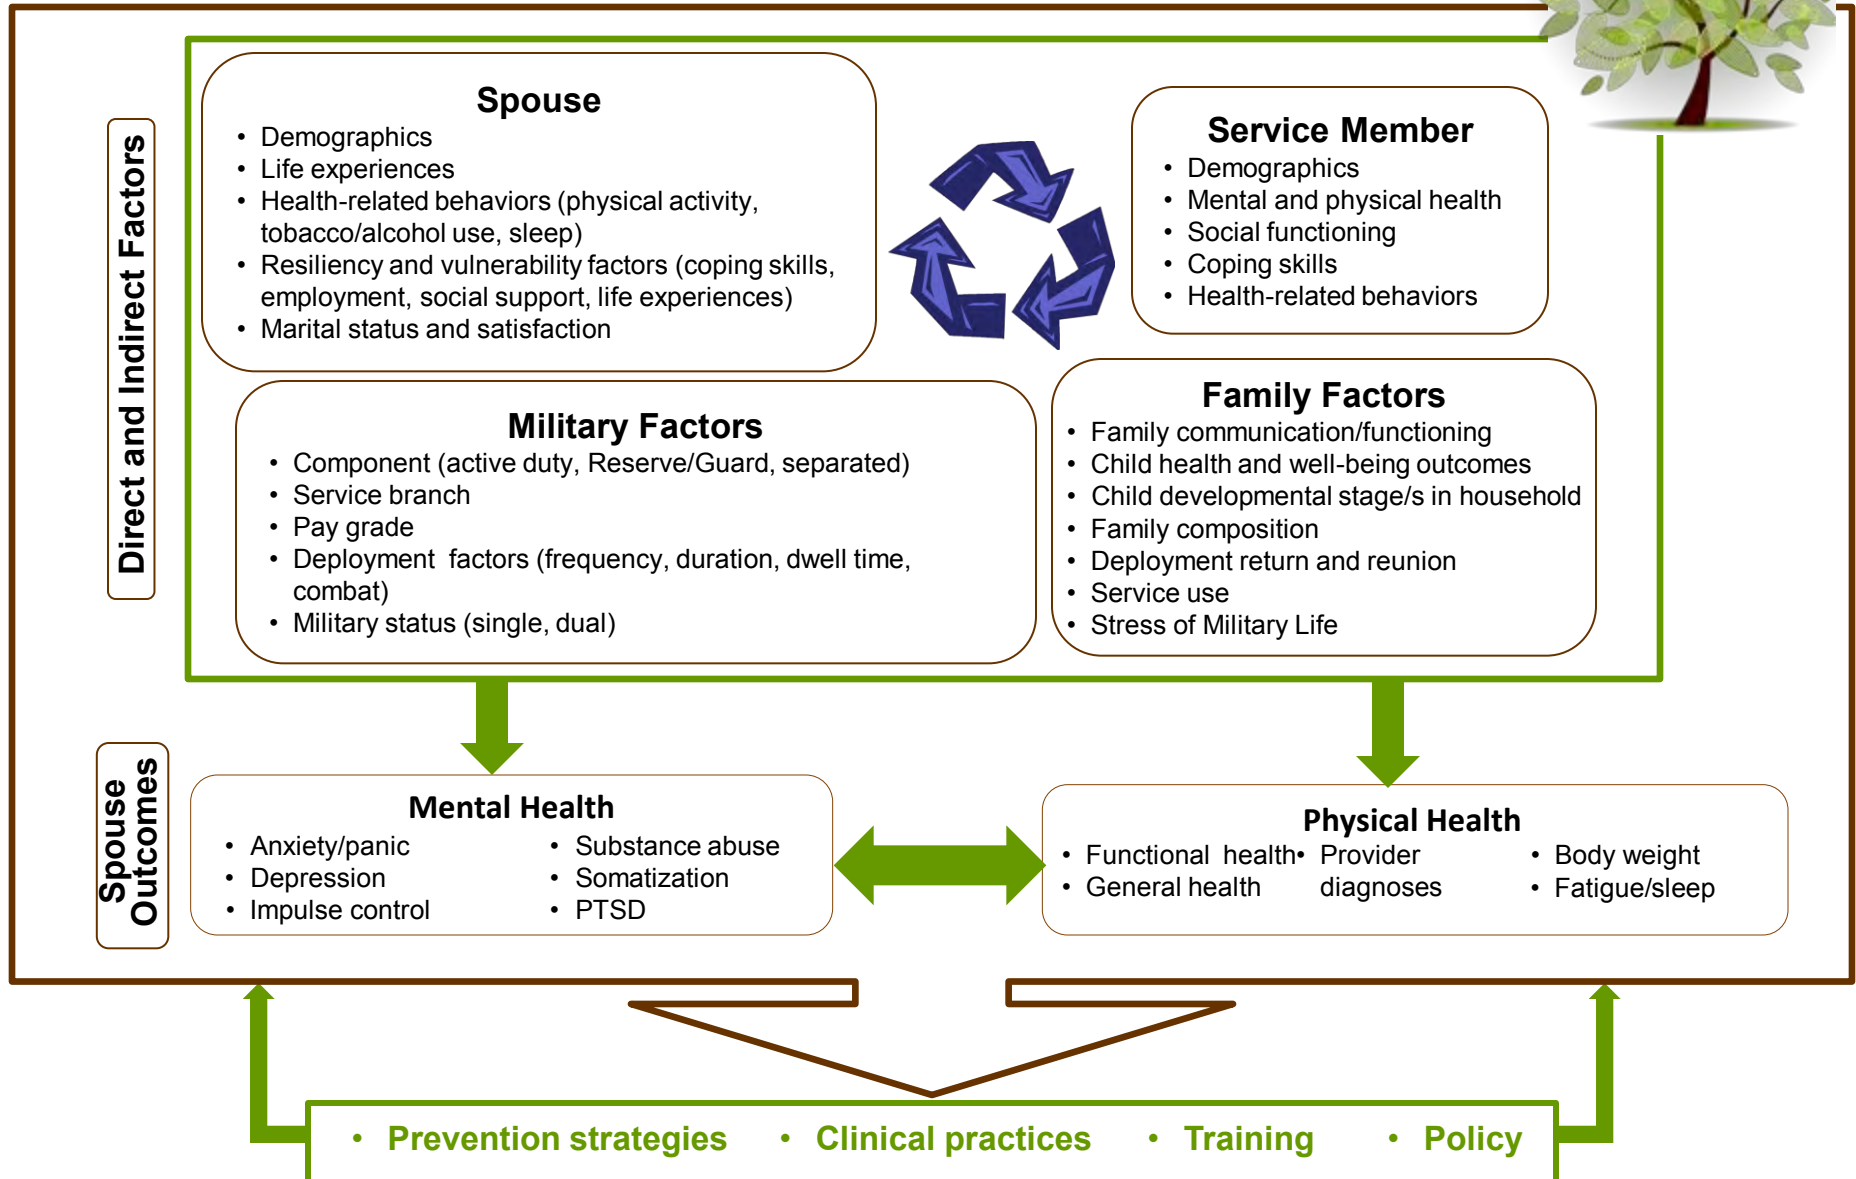 Direct and Indirect Factors
Spouse
• Demographics
• Life experiences
• Health-related behaviors (physical activity,
tobacco/alcohol use, sleep)
• Resiliency and vulnerability factors (coping skills,
employment, social support, life experiences)
• Marital status and satisfaction
Service Member
• Demographics
• Mental and physical health
• Social functioning
• Coping skills
• Health-related behaviors
Military Factors
• Component (active duty, Reserve/Guard, separated)
• Service branch
• Pay grade
• Deployment factors (frequency, duration, dwell time,
combat)
• Military status (single, dual)
Family Factors
• Family communication/functioning
• Child health and well-being outcomes
• Child developmental stage/s in household
• Family composition
• Deployment return and reunion
• Service use
• Stress of Military Life
Spouse
Outcomes
Mental Health
• Anxiety/panic
• Depression
• Impulse control
• Substance abuse
• Somatization
• PTSD
Physical Health
• Functional health
• General health
• Provider
diagnoses
• Body weight
• Fatigue/sleep
• Prevention strategies • Clinical practices • Training • Policy